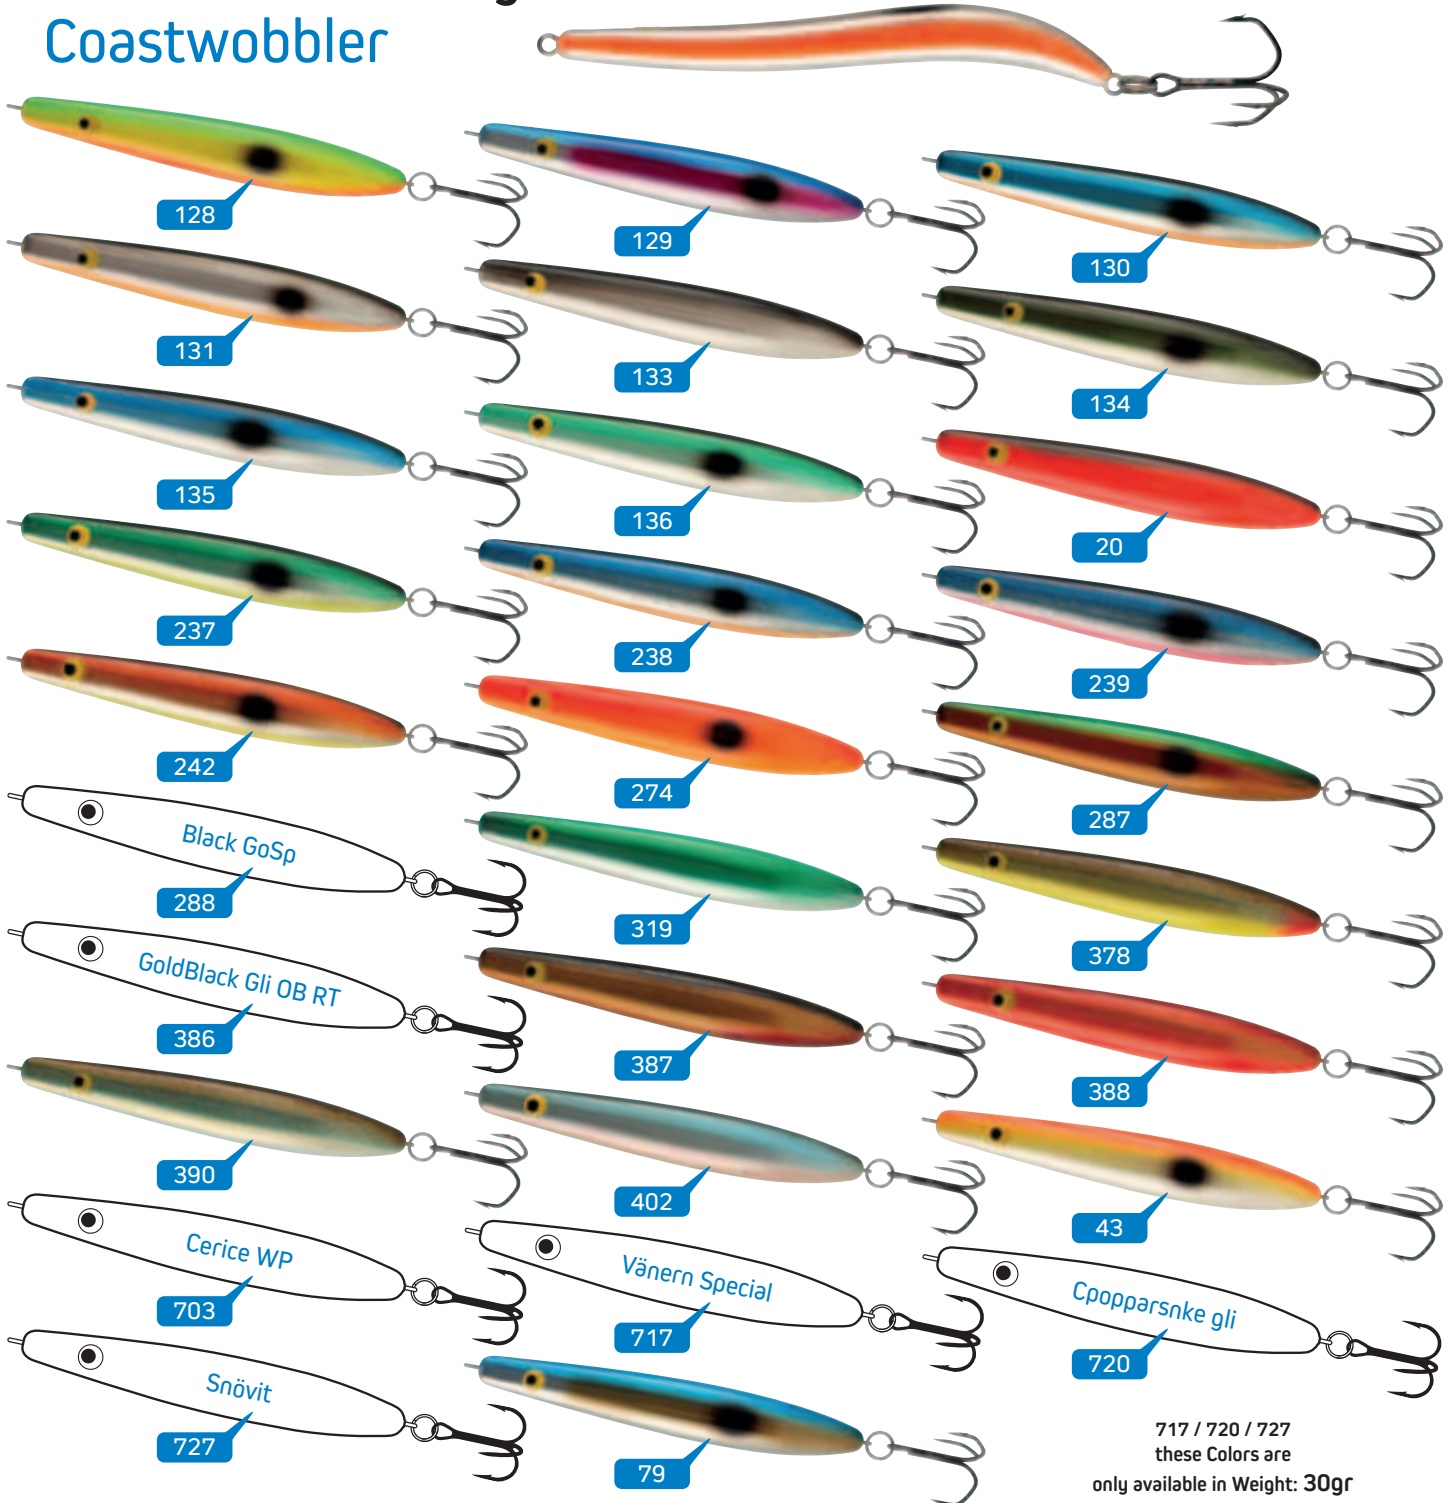 Coastwobbler
128
129
130
131
133
134
135
136
20
237
238
239
242
274
287
Black GoSp
288
319
378
GoldBlack Gli OB RT
386
387
388
390
402
43
Cerice WP
703
Vänern Special
717
Cpopparsnke gli
720
Snövit
727
79
717 / 720 / 727
these Colors are
only available in Weight: 30gr